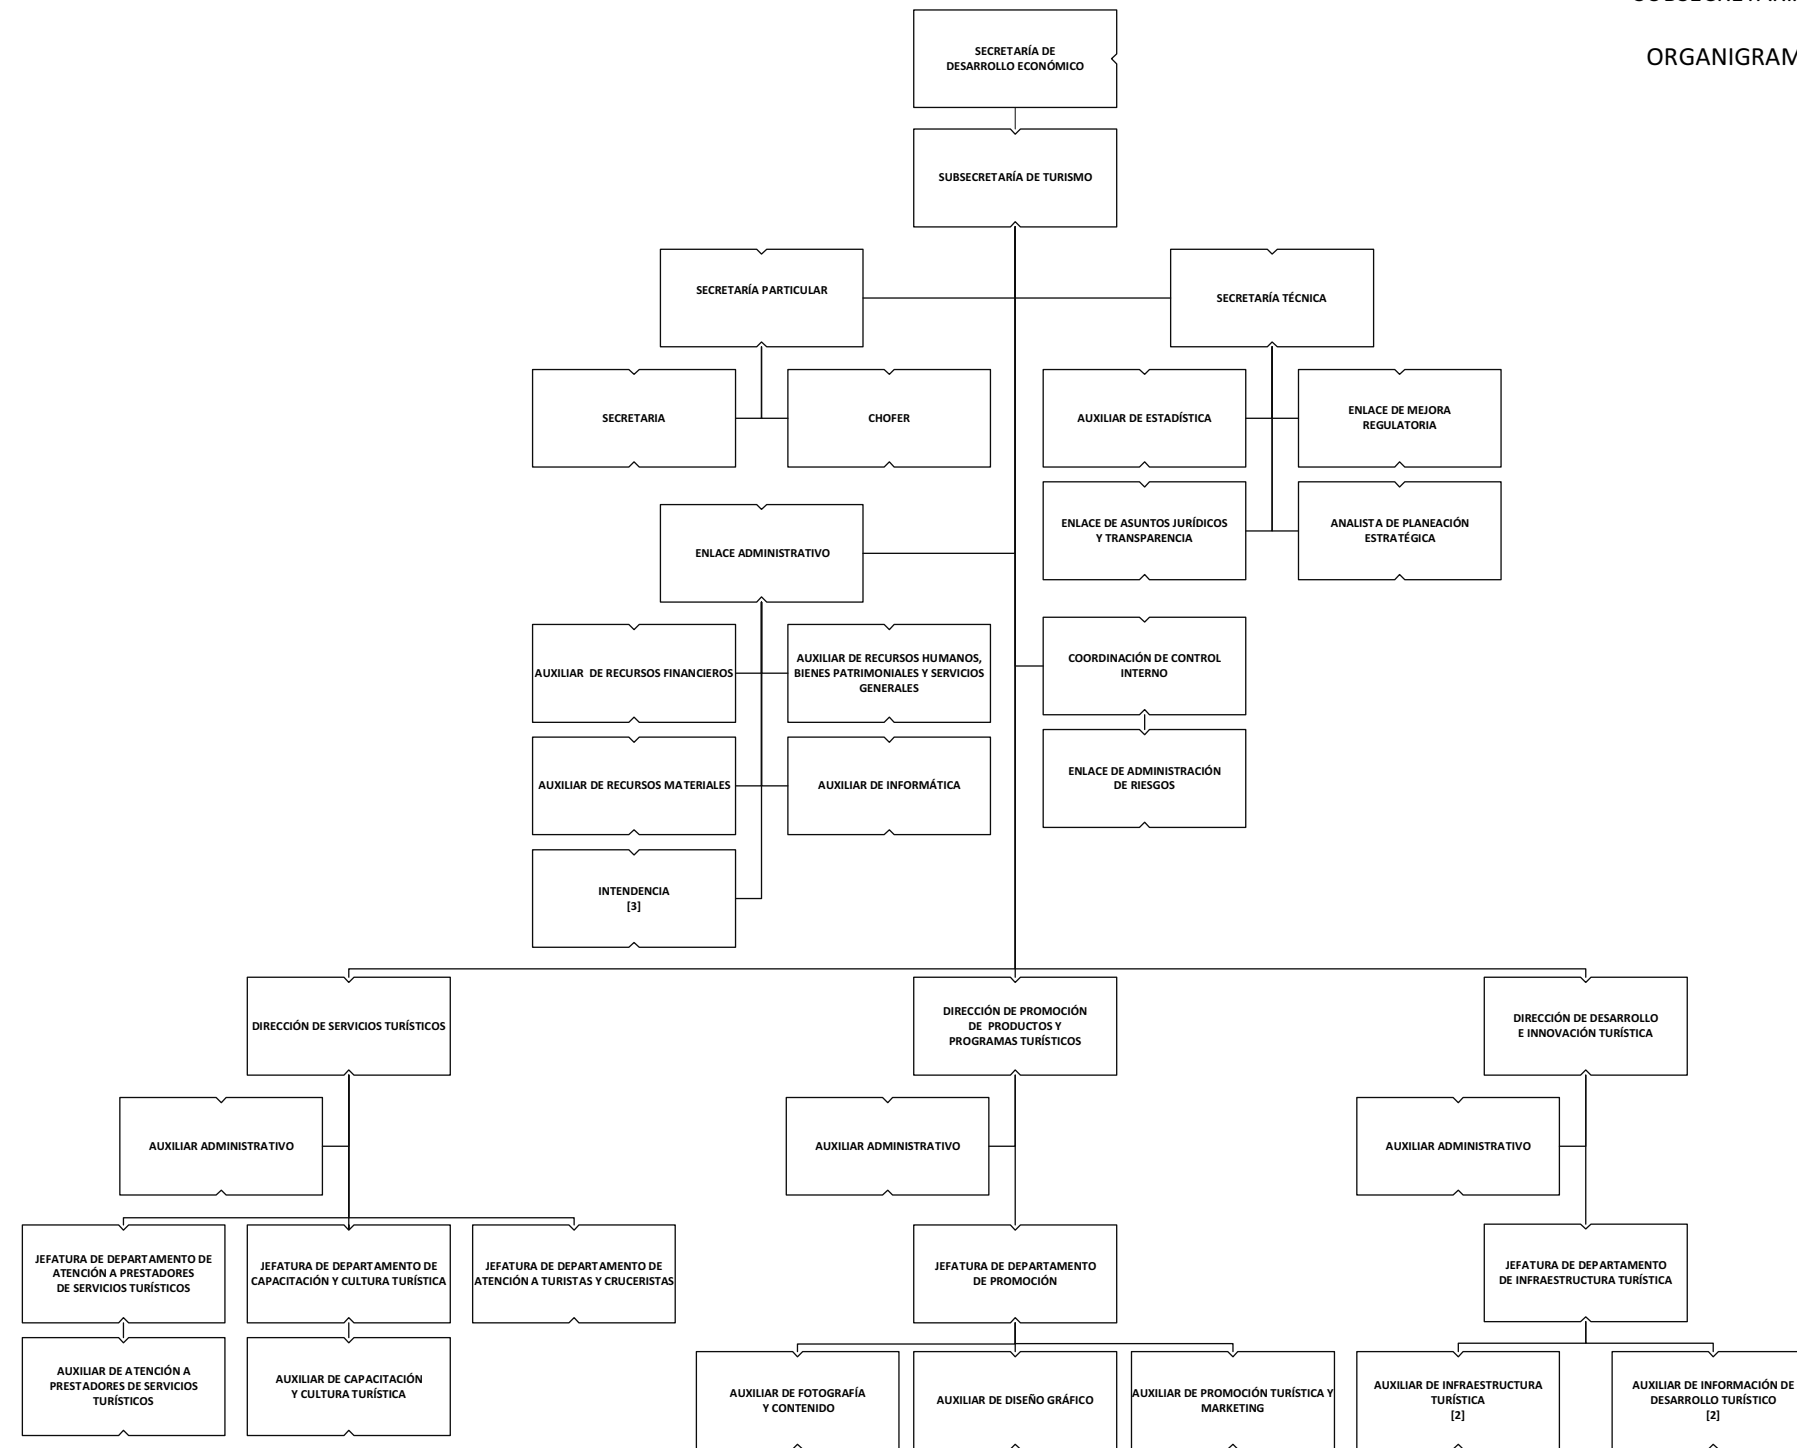 ORGANIGRAM
SECRETARÍA DE
DESARROLLO ECONÓMICO
SUBSECRETARÍA DE TURISMO
SECRETARÍA PARTICULAR
SECRETARÍA TÉCNICA
SECRETARIA
CHOFER
AUXILIAR DE ESTADÍSTICA
ENLACE DE MEJORA
REGULATORIA
ENLACE DE ASUNTOS JURÍDICOS
Y TRANSPARENCIA
ANALISTA DE PLANEACIÓN
ESTRATÉGICA
ENLACE ADMINISTRATIVO
AUXILIAR DE RECURSOS FINANCIEROS
AUXILIAR DE RECURSOS HUMANOS,
BIENES PATRIMONIALES Y SERVICIOS
GENERALES
COORDINACIÓN DE CONTROL
INTERNO
AUXILIAR DE RECURSOS MATERIALES
AUXILIAR DE INFORMÁTICA
ENLACE DE ADMINISTRACIÓN
DE RIESGOS
INTENDENCIA
[3]
DIRECCIÓN DE SERVICIOS TURÍSTICOS
DIRECCIÓN DE PROMOCIÓN
DE PRODUCTOS Y
PROGRAMAS TURÍSTICOS
DIRECCIÓN DE DESARROLLO
E INNOVACIÓN TURÍSTICA
AUXILIAR ADMINISTRATIVO
AUXILIAR ADMINISTRATIVO
AUXILIAR ADMINISTRATIVO
JEFATURA DE DEPARTAMENTO DE
ATENCIÓN A PRESTADORES
DE SERVICIOS TURÍSTICOS
JEFATURA DE DEPARTAMENTO DE
CAPACITACIÓN Y CULTURA TURÍSTICA
JEFATURA DE DEPARTAMENTO DE
ATENCIÓN A TURISTAS Y CRUCERISTAS
JEFATURA DE DEPARTAMENTO
DE PROMOCIÓN
JEFATURA DE DEPARTAMENTO
DE INFRAESTRUCTURA TURÍSTICA
AUXILIAR DE ATENCIÓN A
PRESTADORES DE SERVICIOS
TURÍSTICOS
AUXILIAR DE CAPACITACIÓN
Y CULTURA TURÍSTICA
AUXILIAR DE FOTOGRAFÍA
Y CONTENIDO
AUXILIAR DE DISEÑO GRÁFICO
AUXILIAR DE PROMOCIÓN TURÍSTICA Y
MARKETING
AUXILIAR DE INFRAESTRUCTURA
TURÍSTICA
[2]
AUXILIAR DE INFORMACIÓN DE
DESARROLLO TURÍSTICO
[2]